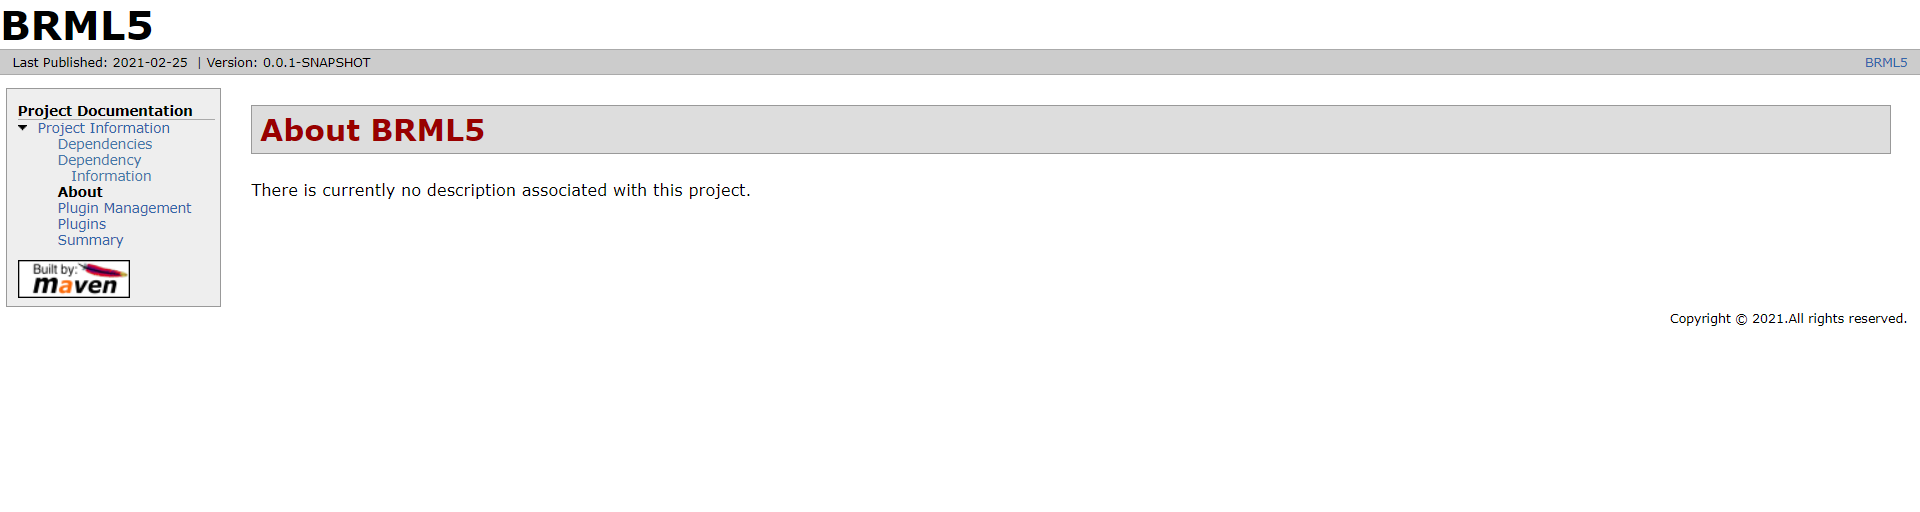 BRML5
Last Published: 2021-02-25 | Version: 0.0.1-SNAPSHOT
BRML5
Project Documentation
Project Information
Dependencies
Dependency
Information
About
Plugin Management
Plugins
Summary
Built by:
maven
About BRML5
There is currently no description associated with this project.
Copyright © 2021.All rights reserved.